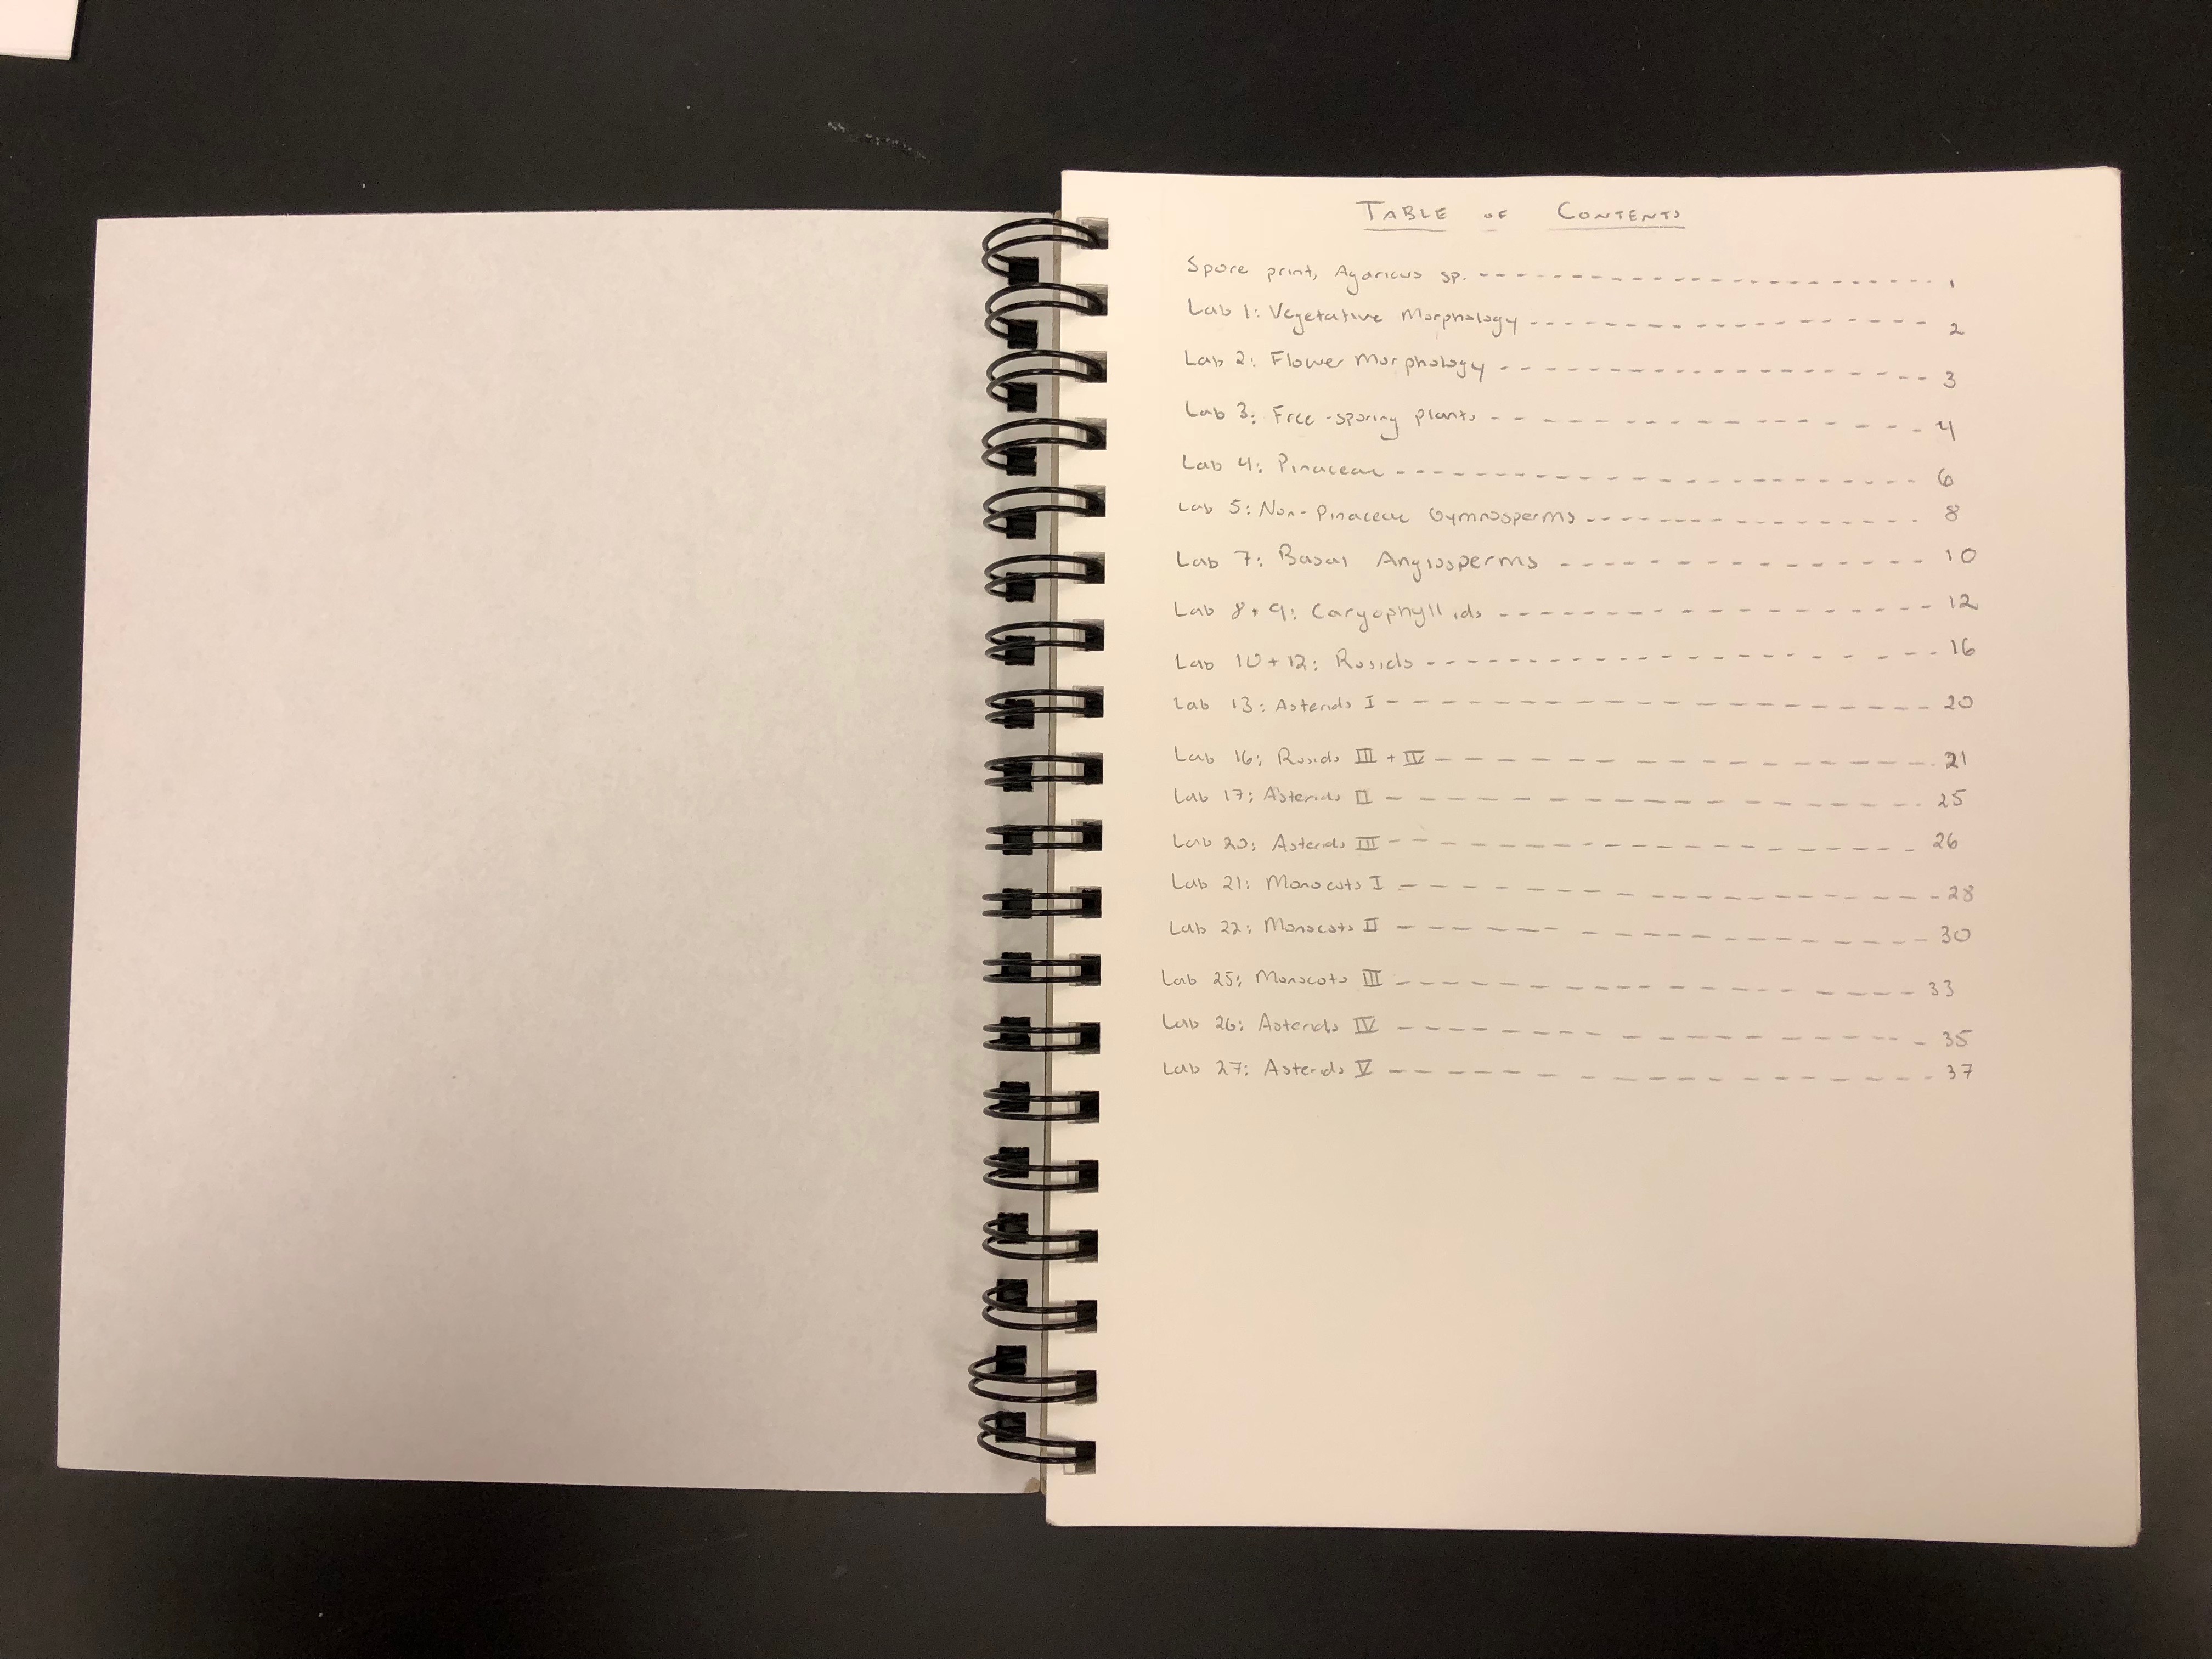 TABLE OF CONTENTS
Spore print, Agaricus sp. ---------------------- 1
Lab 1: Vegetative Morphology ---------------------- 2
Lab 2: Flower Morphology ---------------------- 3
Lab 3: Free-sporing plants ---------------------- 4
Lab 4: Pinaceae ---------------------- 6
Lab 5: Non-Pinaceae Gymnosperms ---------------------- 8
Lab 7: Basal Angiosperms ---------------------- 10
Lab 8+9: Caryophyllids ---------------------- 12
Lab 10+12: Rosids ---------------------- 16
Lab 13: Asterids I ---------------------- 20
Lab 16: Rosids III + IV ---------------------- 21
Lab 17: Asterids II ---------------------- 25
Lab 20: Asterids III ---------------------- 26
Lab 21: Monocots I ---------------------- 28
Lab 22: Monocots II ---------------------- 30
Lab 25: Monocots III ---------------------- 33
Lab 26: Asterids IV ---------------------- 35
Lab 27: Asterids V ---------------------- 37